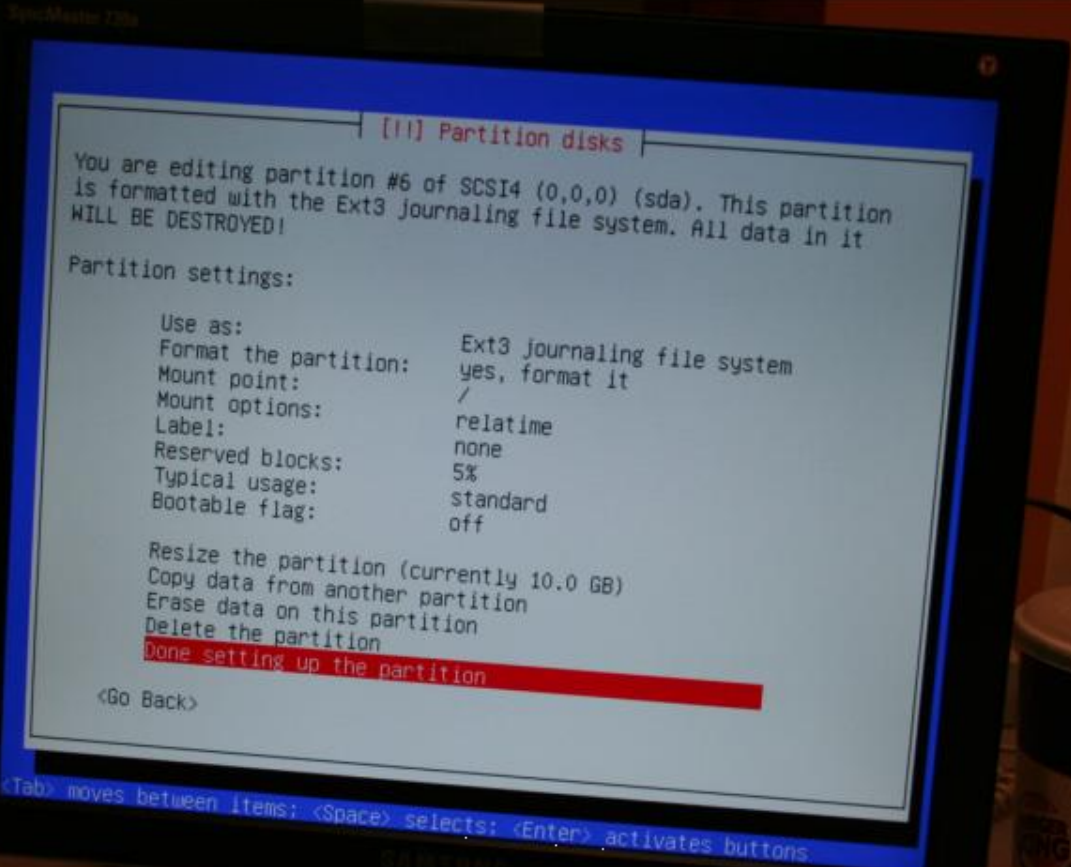 SyncMaster 730a
[!!] Partition disks
You are editing partition #6 of SCSI4 (0,0,0) (sda). This partition
is formatted with the Ext3 journaling file system. All data in it
WILL BE DESTROYED!
Partition settings:
Use as: Ext3 journaling file system
Format the partition: yes, format it
Mount point: /
Mount options: relatime
Label: none
Reserved blocks: 5%
Typical usage: standard
Bootable flag: off
Resize the partition (currently 10.0 GB)
Copy data from another partition
Erase data on this partition
Delete the partition
Done setting up the partition
<Go Back>
<Tab> moves between items; <Space> selects; <Enter> activates buttons
SAMSUNG